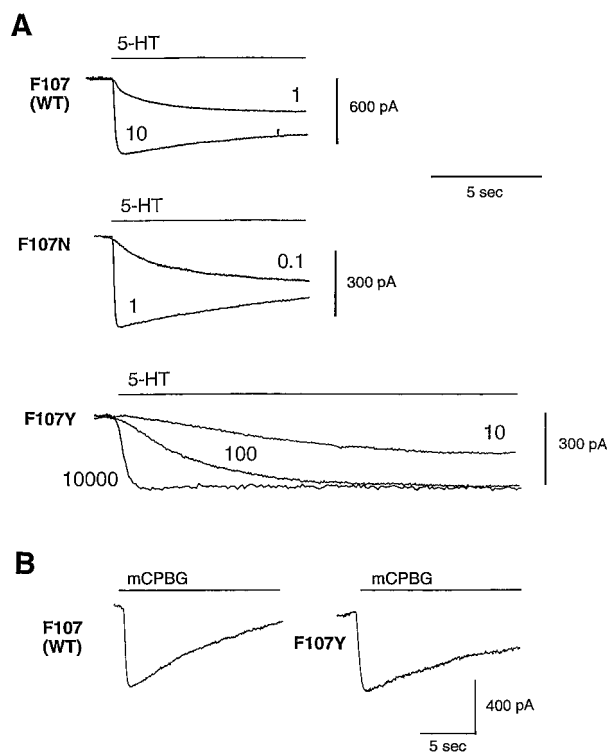 A
5-HT
F107
(WT)
1
10
600 pA
5 sec
5-HT
F107N
0.1
1
300 pA
5-HT
F107Y
10
100
10000
300 pA
B
mCPBG
mCPBG
F107
(WT)
F107Y
400 pA
5 sec